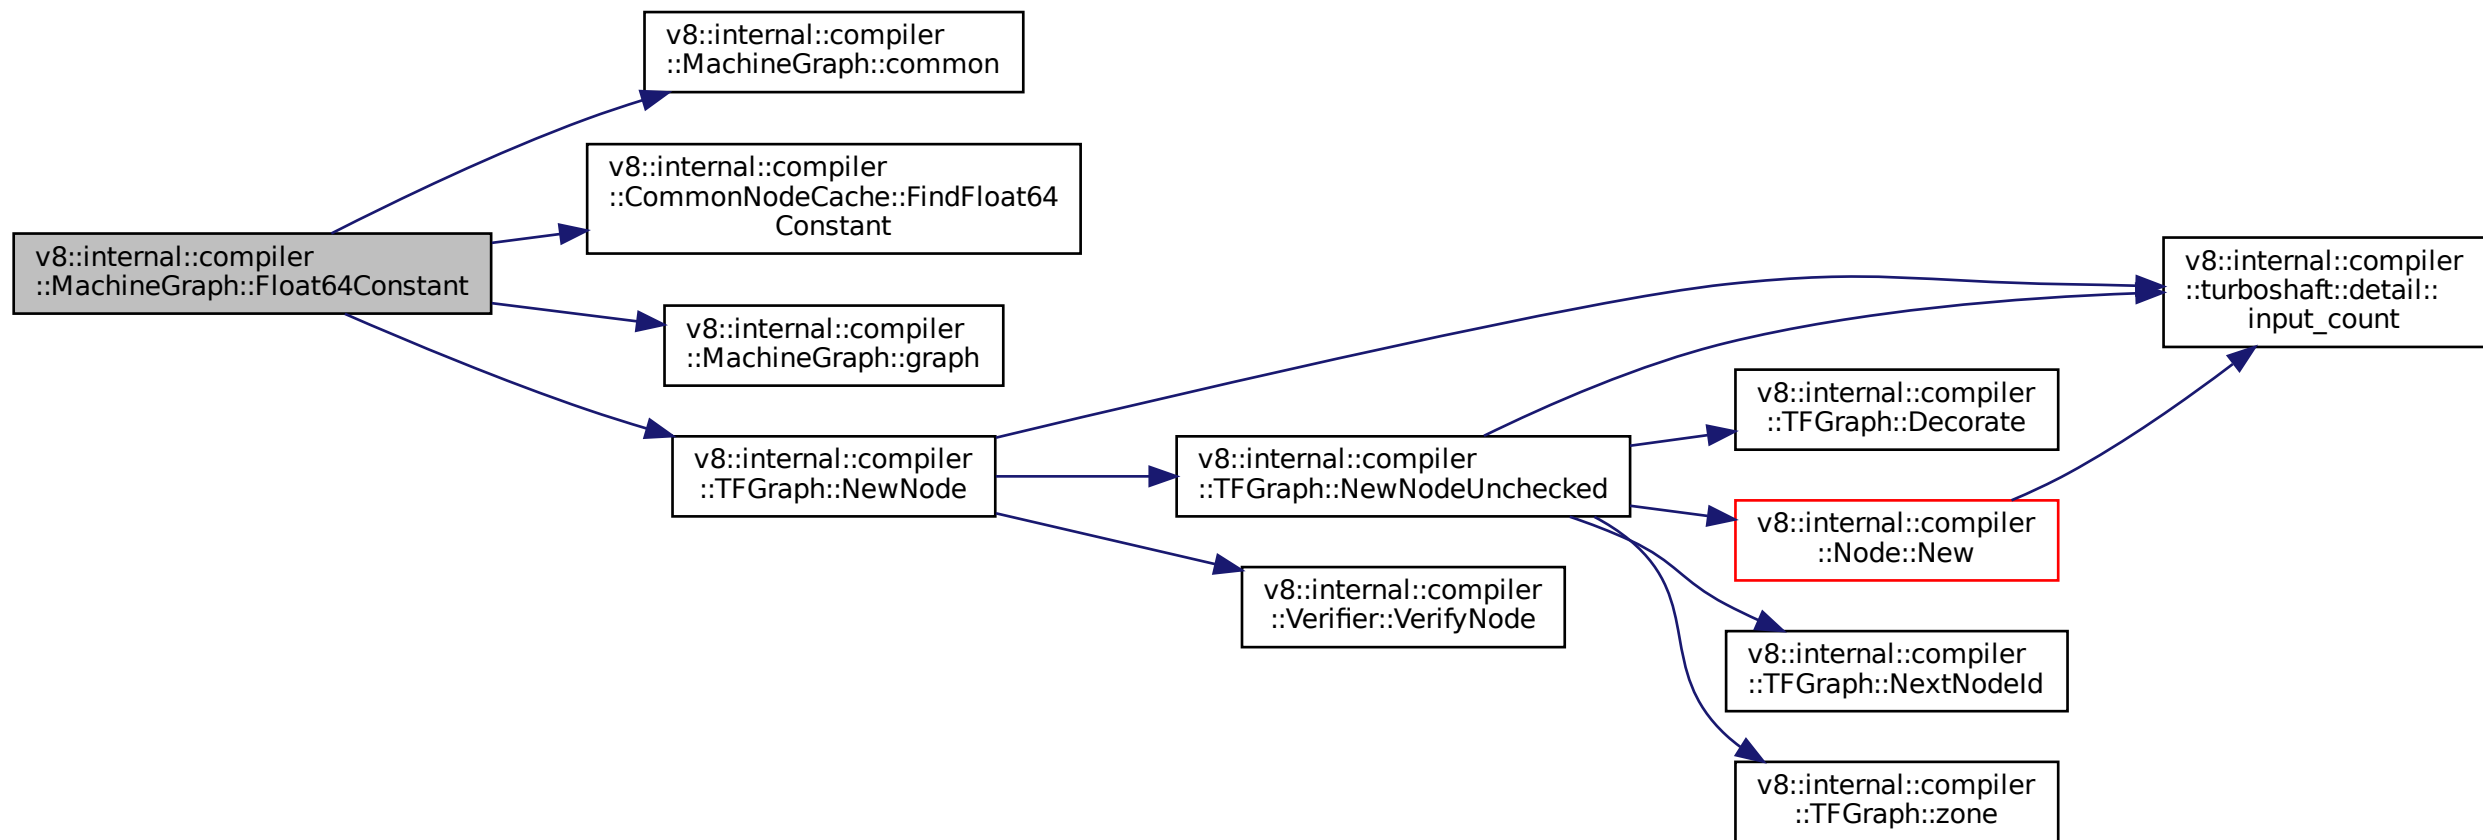 v8::internal::compiler
::MachineGraph::Float64Constant
v8::internal::compiler
::MachineGraph::common
v8::internal::compiler
::CommonNodeCache::FindFloat64
Constant
v8::internal::compiler
::MachineGraph::graph
v8::internal::compiler
::TFGraph::NewNode
v8::internal::compiler
::TFGraph::NewNodeUnchecked
v8::internal::compiler
::Verifier::VerifyNode
v8::internal::compiler
::turboshaft::detail::
input_count
v8::internal::compiler
::TFGraph::Decorate
v8::internal::compiler
::Node::New
v8::internal::compiler
::TFGraph::NextNodeId
v8::internal::compiler
::TFGraph::zone